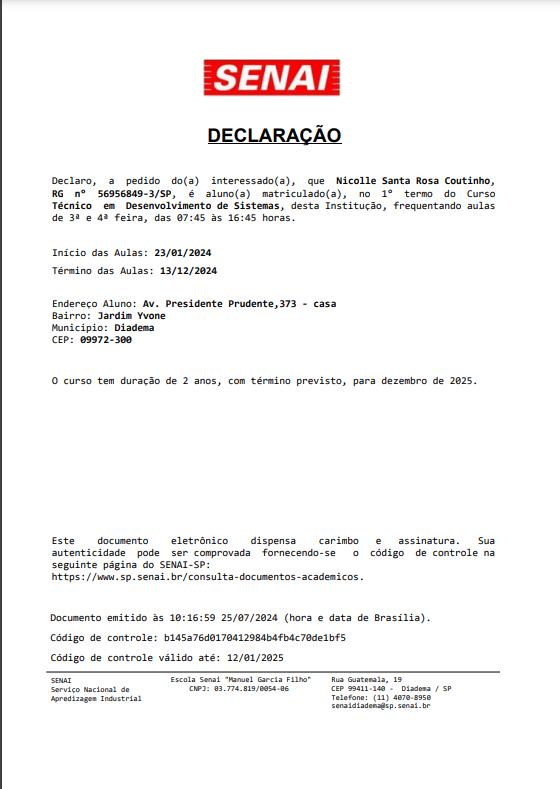 SENAI
DECLARAÇÃO
Declaro, a pedido do(a) interessado(a), que Nicolle Santa Rosa Coutinho,
RG nº 56956849-3/SP, é aluno(a) matriculado(a), no 1º termo do Curso
Técnico em Desenvolvimento de Sistemas, desta Institução, frequentando aulas
de 3ª e 4ª feira, das 07:45 às 16:45 horas.
Início das Aulas: 23/01/2024
Término das Aulas: 13/12/2024
Endereço Aluno: Av. Presidente Prudente,373 - casa
Bairro: Jardim Yvone
Municipio: Diadema
CEP: 09972-300
O curso tem duração de 2 anos, com término previsto, para dezembro de 2025.
Este documento eletrônico dispensa carimbo e assinatura. Sua
autenticidade pode ser comprovada fornecendo-se o código de controle na
seguinte página do SENAI-SP:
https://www.sp.senai.br/consulta-documentos-academicos.
Documento emitido às 10:16:59 25/07/2024 (hora e data de Brasília).
Código de controle: b145a76d0170412984b4fb4c70de1bf5
Código de controle válido até: 12/01/2025
SENAI
Serviço Nacional de
Apredizagem Industrial
Escola Senai "Manuel Garcia Filho"
CNPJ: 03.774.819/0054-06
Rua Guatemala, 19
CEP 99411-140 - Diadema / SP
Telefone: (11) 4070-8950
senaidiadema@sp.senai.br